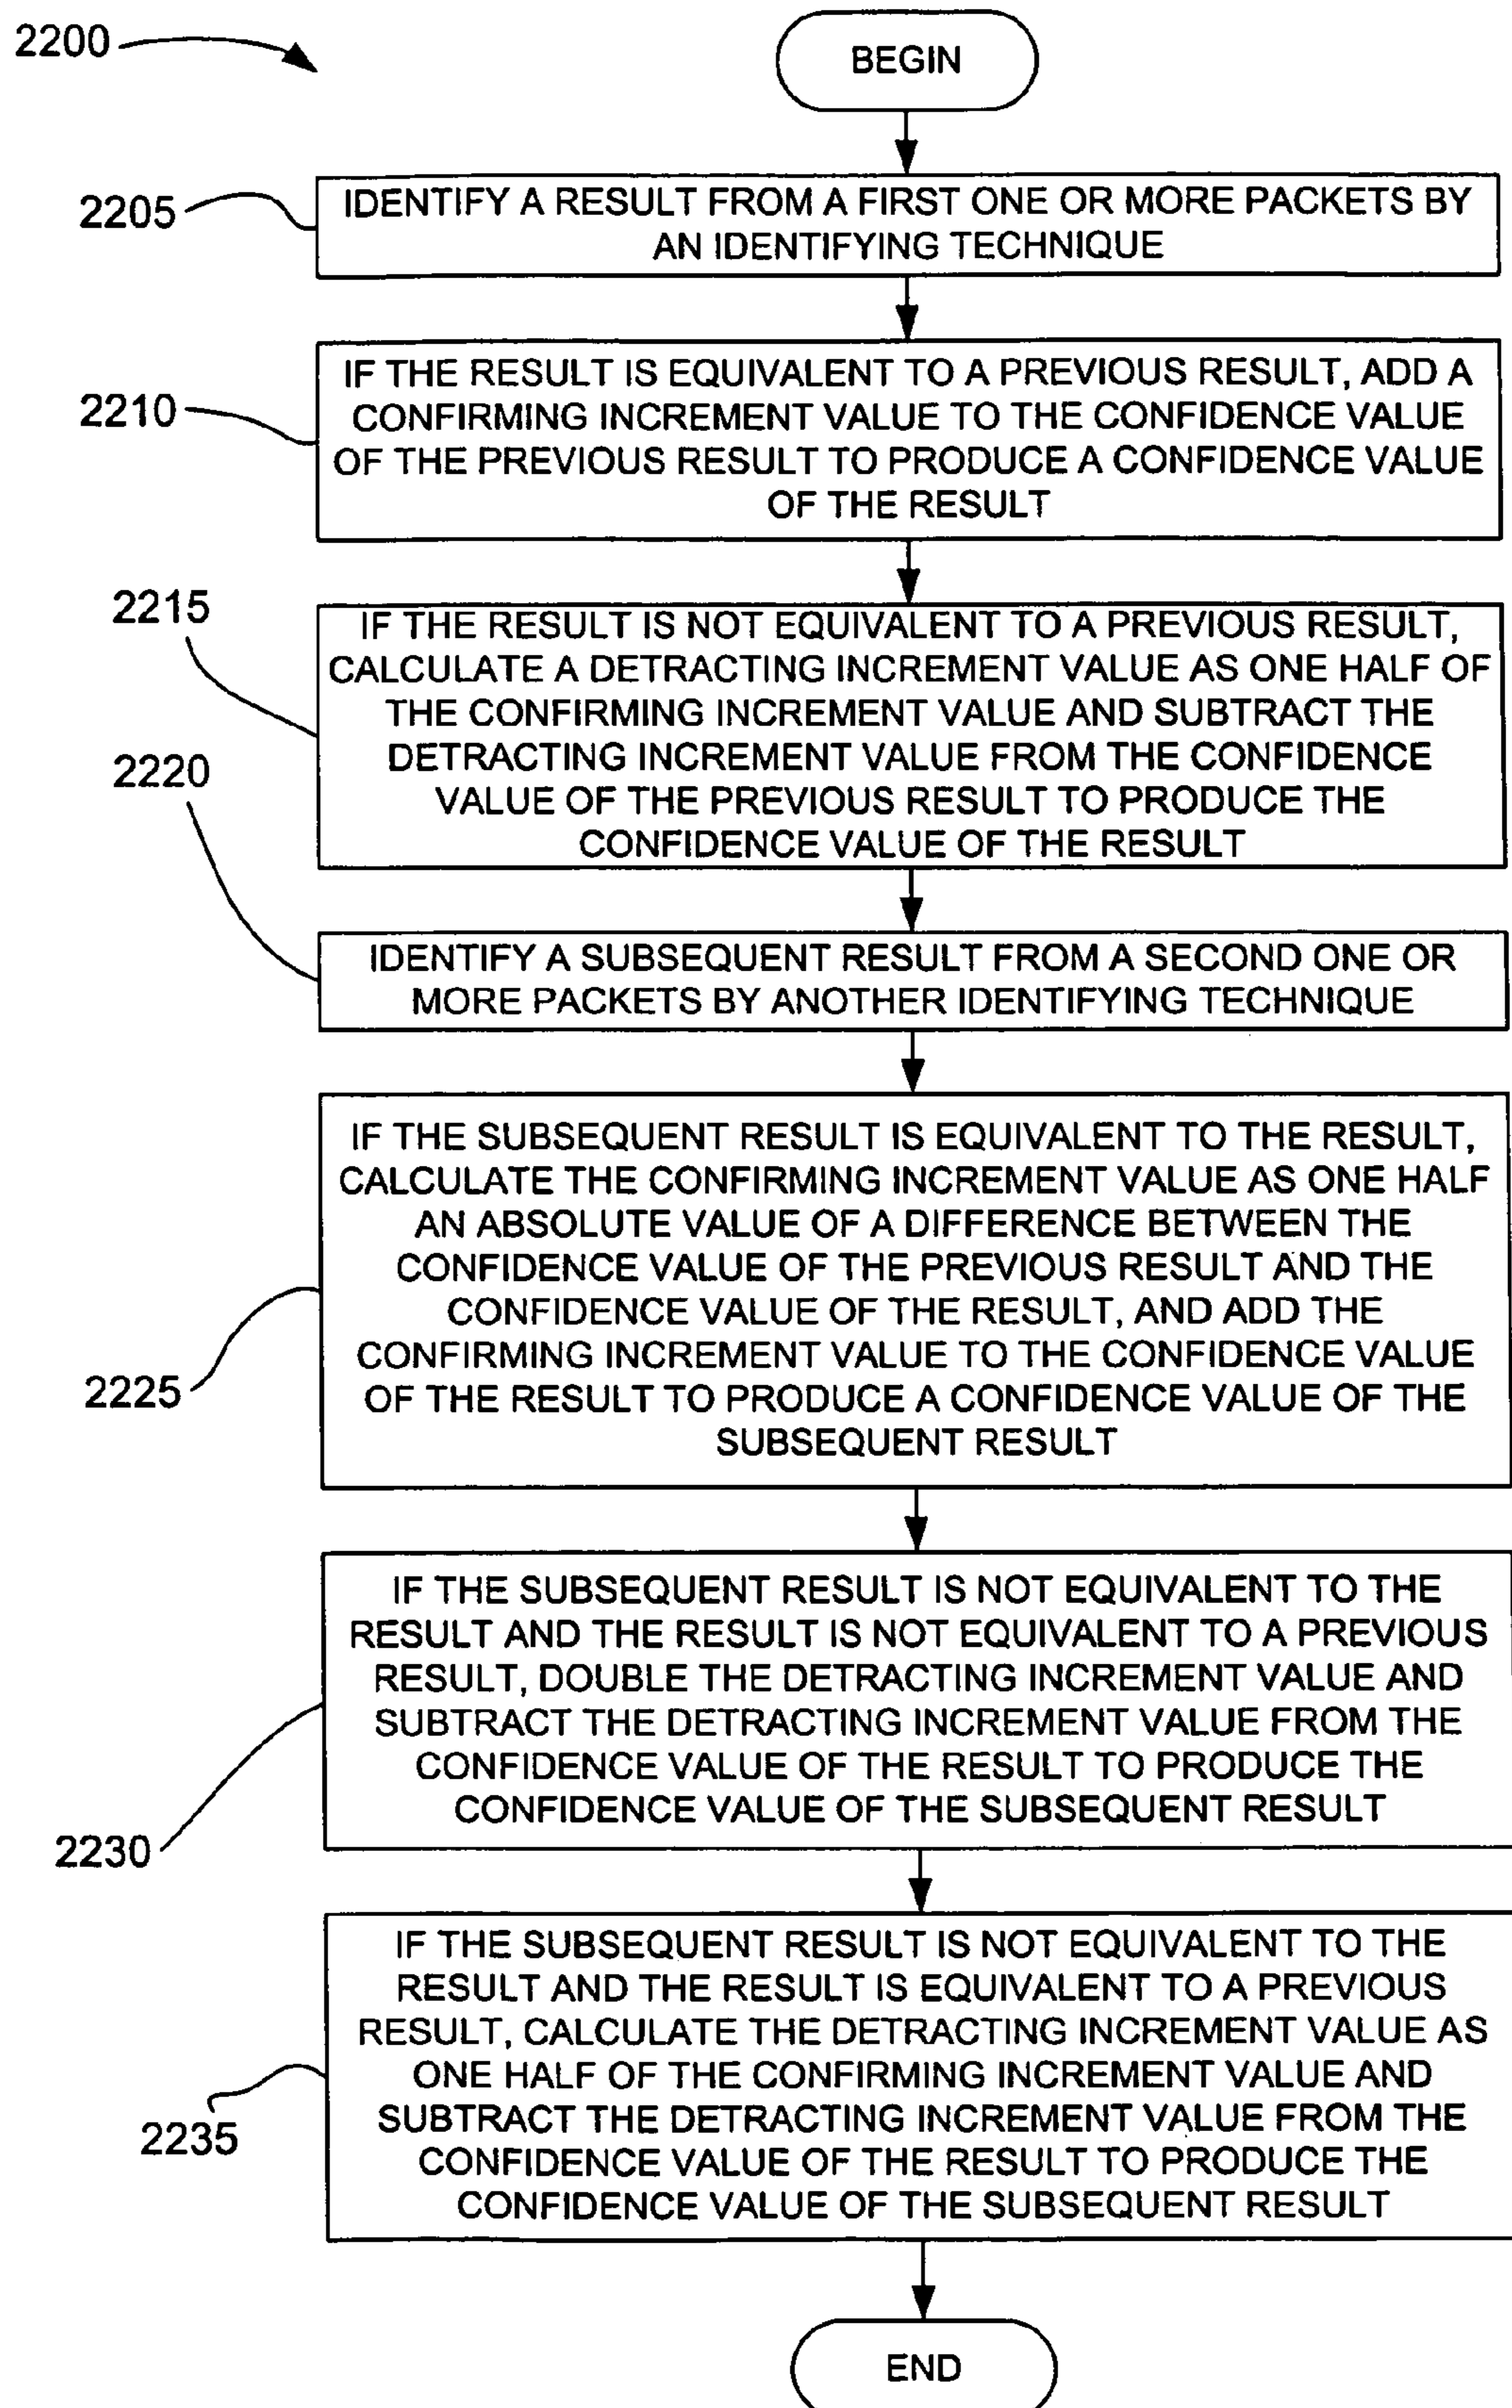 2200
BEGIN
2205
IDENTIFY A RESULT FROM A FIRST ONE OR MORE PACKETS BY
AN IDENTIFYING TECHNIQUE
2210
IF THE RESULT IS EQUIVALENT TO A PREVIOUS RESULT, ADD A
CONFIRMING INCREMENT VALUE TO THE CONFIDENCE VALUE
OF THE PREVIOUS RESULT TO PRODUCE A CONFIDENCE VALUE
OF THE RESULT
2215
IF THE RESULT IS NOT EQUIVALENT TO A PREVIOUS RESULT,
CALCULATE A DETRACTING INCREMENT VALUE AS ONE HALF OF
THE CONFIRMING INCREMENT VALUE AND SUBTRACT THE
DETRACTING INCREMENT VALUE FROM THE CONFIDENCE
VALUE OF THE PREVIOUS RESULT TO PRODUCE THE
CONFIDENCE VALUE OF THE RESULT
2220
IDENTIFY A SUBSEQUENT RESULT FROM A SECOND ONE OR
MORE PACKETS BY ANOTHER IDENTIFYING TECHNIQUE
2225
IF THE SUBSEQUENT RESULT IS EQUIVALENT TO THE RESULT,
CALCULATE THE CONFIRMING INCREMENT VALUE AS ONE HALF
AN ABSOLUTE VALUE OF A DIFFERENCE BETWEEN THE
CONFIDENCE VALUE OF THE PREVIOUS RESULT AND THE
CONFIDENCE VALUE OF THE RESULT, AND ADD THE
CONFIRMING INCREMENT VALUE TO THE CONFIDENCE VALUE
OF THE RESULT TO PRODUCE A CONFIDENCE VALUE OF THE
SUBSEQUENT RESULT
2230
IF THE SUBSEQUENT RESULT IS NOT EQUIVALENT TO THE
RESULT AND THE RESULT IS NOT EQUIVALENT TO A PREVIOUS
RESULT, DOUBLE THE DETRACTING INCREMENT VALUE AND
SUBTRACT THE DETRACTING INCREMENT VALUE FROM THE
CONFIDENCE VALUE OF THE RESULT TO PRODUCE THE
CONFIDENCE VALUE OF THE SUBSEQUENT RESULT
2235
IF THE SUBSEQUENT RESULT IS NOT EQUIVALENT TO THE
RESULT AND THE RESULT IS EQUIVALENT TO A PREVIOUS
RESULT, CALCULATE THE DETRACTING INCREMENT VALUE AS
ONE HALF OF THE CONFIRMING INCREMENT VALUE AND
SUBTRACT THE DETRACTING INCREMENT VALUE FROM THE
CONFIDENCE VALUE OF THE RESULT TO PRODUCE THE
CONFIDENCE VALUE OF THE SUBSEQUENT RESULT
END